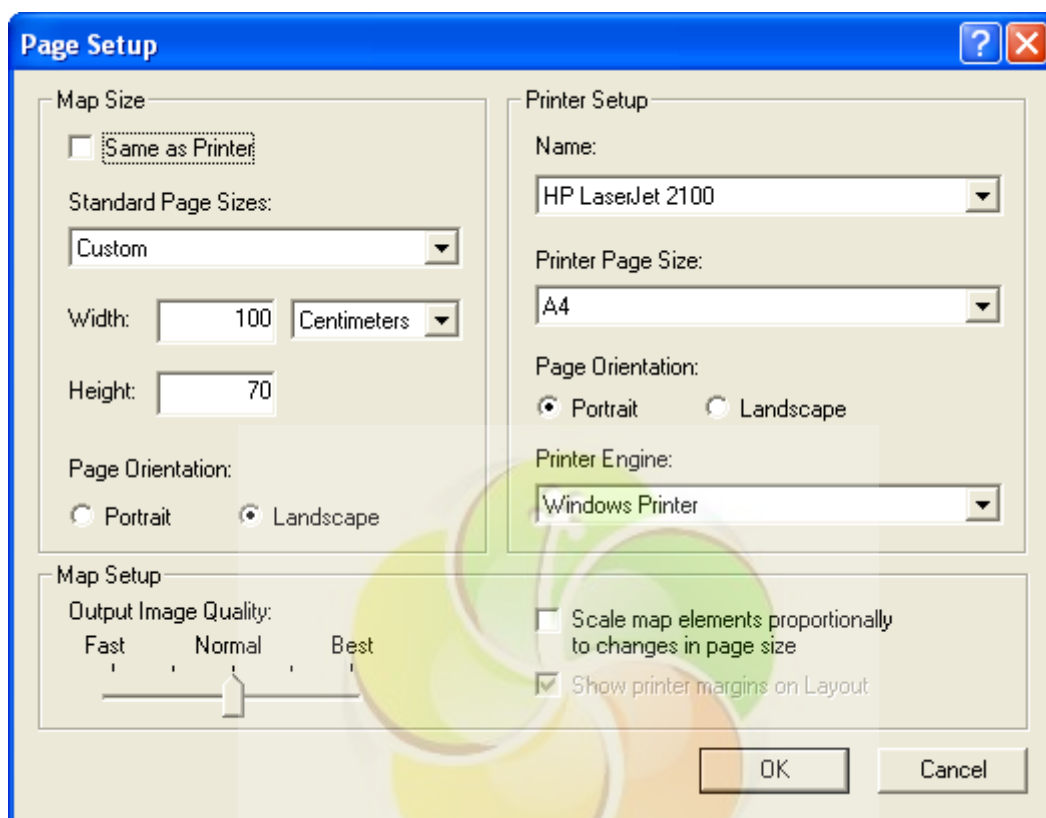 Page Setup
Map Size
Same as Printer
Standard Page Sizes:
Custom
Width: 100 Centimeters
Height: 70
Page Orientation:
Portrait Landscape
Printer Setup
Name:
HP LaserJet 2100
Printer Page Size:
A4
Page Orientation:
Portrait Landscape
Printer Engine:
Windows Printer
Map Setup
Output Image Quality:
Fast Normal Best
Scale map elements proportionally
to changes in page size
Show printer margins on Layout
OK Cancel